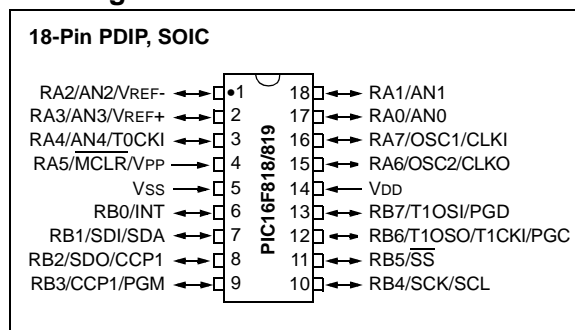 18-Pin PDIP, SOIC
RA2/AN2/VREF- 1 18 RA1/AN1
RA3/AN3/VREF+ 2 17 RA0/AN0
RA4/AN4/T0CKI 3 16 RA7/OSC1/CLKI
RA5/MCLR/VPP 4 15 RA6/OSC2/CLKO
VSS 5 14 VDD
RB0/INT 6 13 RB7/T1OSI/PGD
RB1/SDI/SDA 7 12 RB6/T1OSO/T1CKI/PGC
RB2/SDO/CCP1 8 11 RB5/SS
RB3/CCP1/PGM 9 10 RB4/SCK/SCL
PIC16F818/819